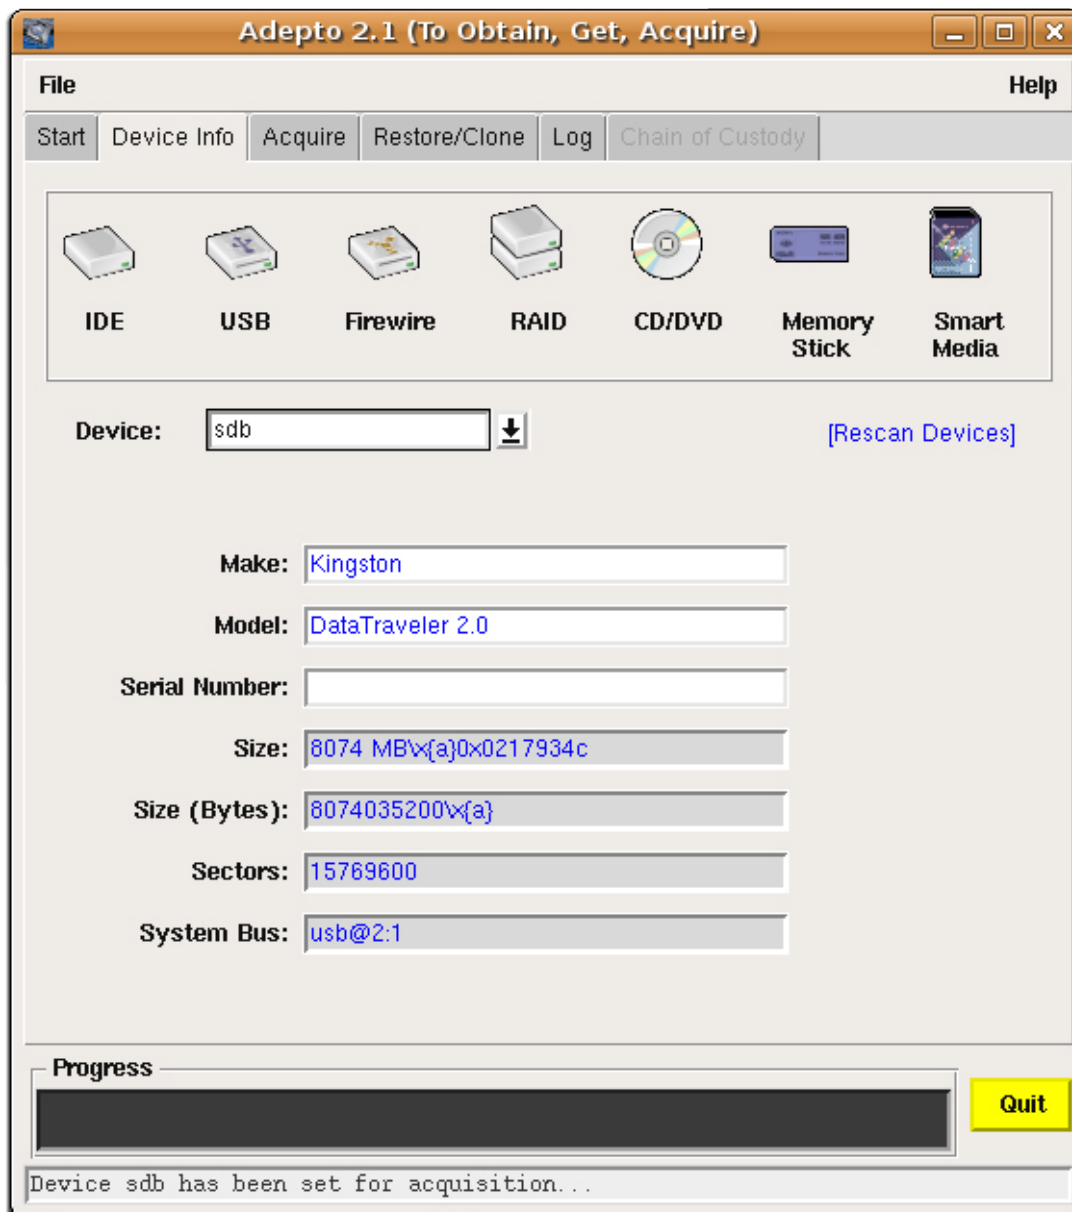 Adepto 2.1 (To Obtain, Get, Acquire)
File Help
Start Device Info Acquire Restore/Clone Log Chain of Custody
IDE USB Firewire RAID CD/DVD Memory Stick Smart Media
Device: sdb [Rescan Devices]
Make: Kingston
Model: DataTraveler 2.0
Serial Number:
Size: 8074 MB\x{a}0x0217934c
Size (Bytes): 8074035200\x{a}
Sectors: 15769600
System Bus: usb@2:1
Progress
Quit
Device sdb has been set for acquisition...